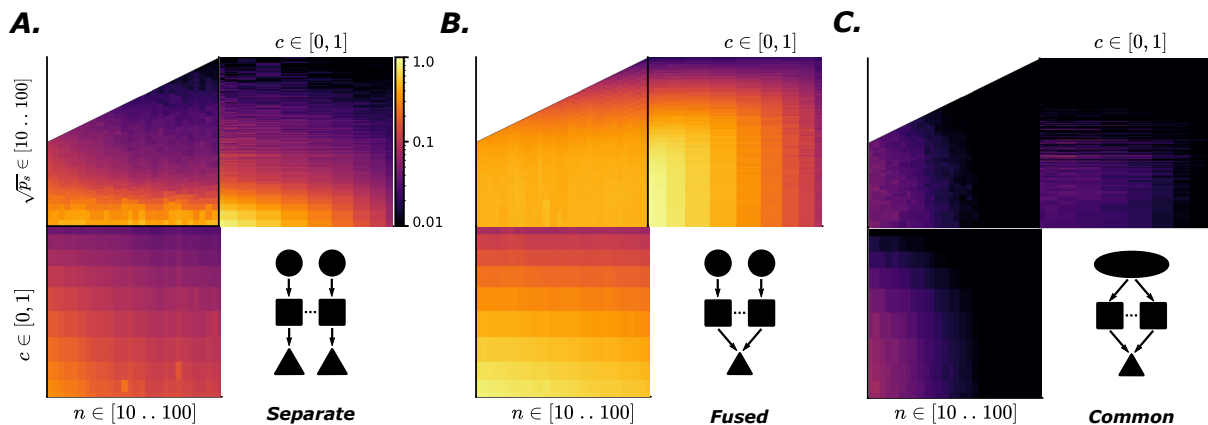 A.
B.
C.
c ∈ [0, 1]
c ∈ [0, 1]
c ∈ [0, 1]
√pₛ ∈ [10 . . 100]
1.0
0.1
0.01
c ∈ [0, 1]
n ∈ [10 . . 100]
Separate
n ∈ [10 . . 100]
Fused
n ∈ [10 . . 100]
Common